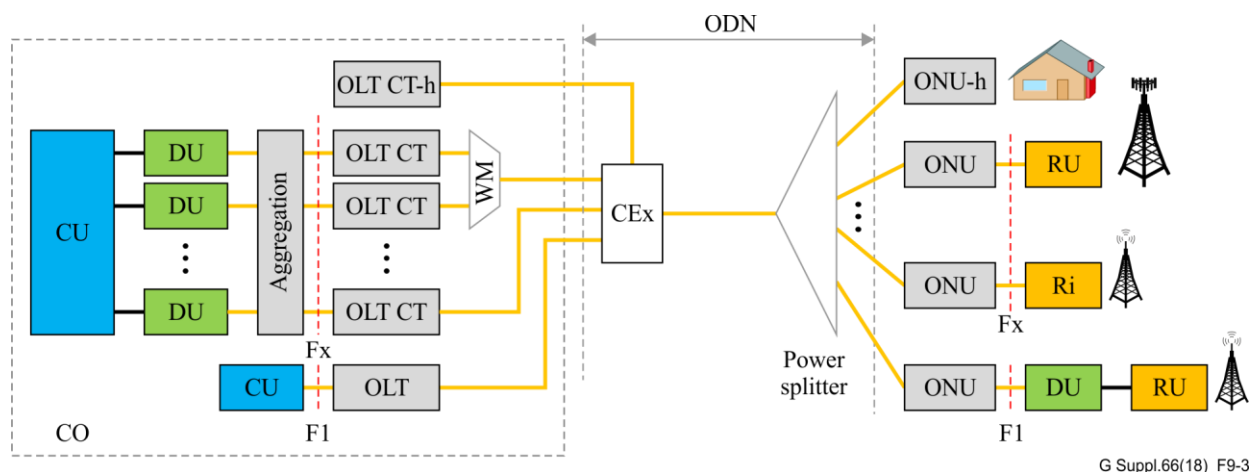 ODN
OLT CT-h
ONU-h
DU
OLT CT
ONU
RU
DU
OLT CT
WM
CU
Aggregation
CEx
ONU
Ri
DU
OLT CT
Fx
Fx
Power
splitter
CU
OLT
ONU
DU
RU
CO
F1
F1
G Suppl.66(18)_F9-3